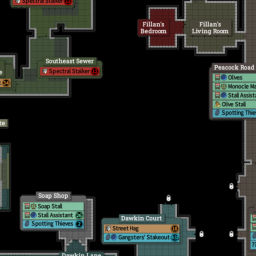 Spectral Stalker
Fillan's
Bedroom
Fillan's
Living Room
Southeast Sewer
Spectral Stalker
Peacock Road
Olives
Monocle Ma
Stall Assista
Olive Stall
Spotting Thieves
Soap Shop
Soap Stall
Stall Assistant
Spotting Thieves
Dawkin Court
Street Hag
Gangsters' Stakeout
Dawkin Lane